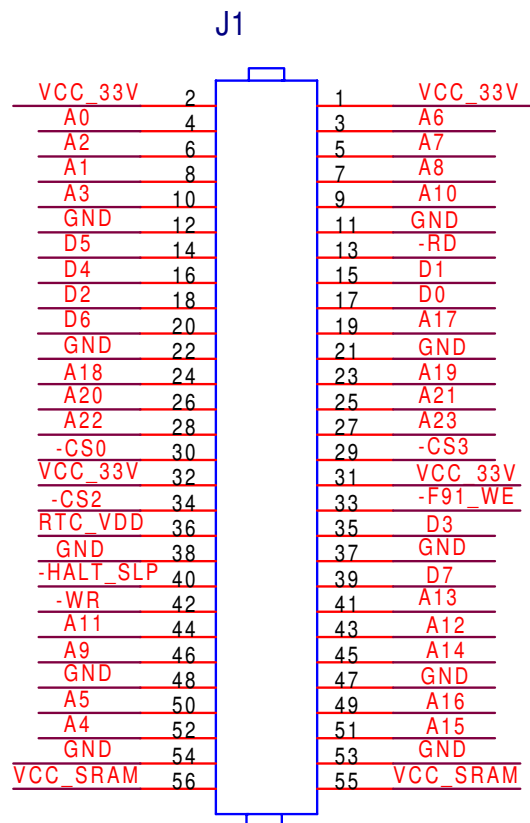 J1
VCC_33V 2 1 VCC_33V
A0 4 3 A6
A2 6 5 A7
A1 8 7 A8
A3 10 9 A10
GND 12 11 GND
D5 14 13 -RD
D4 16 15 D1
D2 18 17 D0
D6 20 19 A17
GND 22 21 GND
A18 24 23 A19
A20 26 25 A21
A22 28 27 A23
-CS0 30 29 -CS3
VCC_33V 32 31 VCC_33V
-CS2 34 33 -F91_WE
RTC_VDD 36 35 D3
GND 38 37 GND
-HALT_SLP 40 39 D7
-WR 42 41 A13
A11 44 43 A12
A9 46 45 A14
GND 48 47 GND
A5 50 49 A16
A4 52 51 A15
GND 54 53 GND
VCC_SRAM 56 55 VCC_SRAM